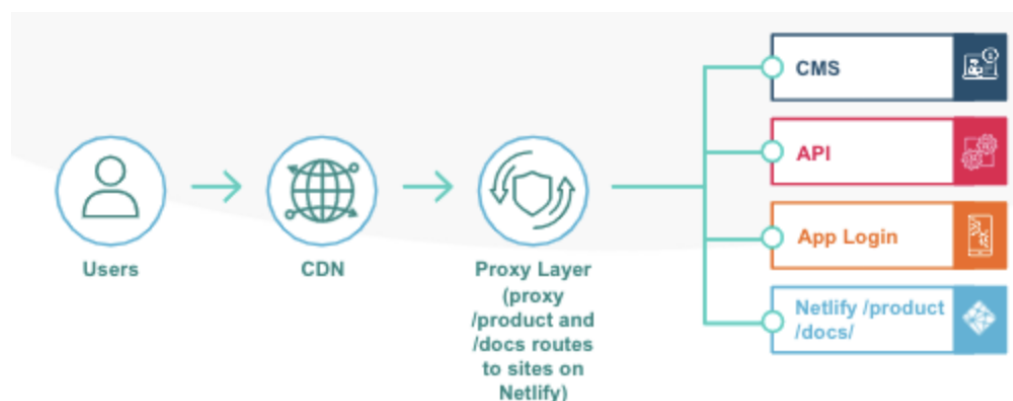 Users
CDN
Proxy Layer
(proxy
/product and
/docs routes
to sites on
Netlify)
CMS
API
App Login
Netlify /product
/docs/